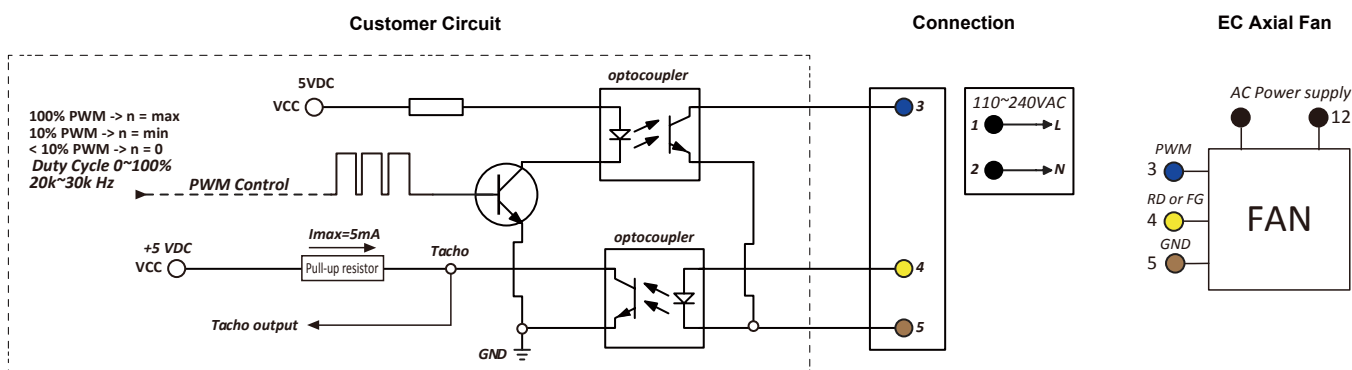 Customer Circuit
Connection
EC Axial Fan
5VDC
VCC
optocoupler
100% PWM -> n = max
10% PWM -> n = min
< 10% PWM -> n = 0
Duty Cycle 0~100%
20k~30k Hz
PWM Control
+5 VDC
VCC
Imax=5mA
Pull-up resistor
Tacho
optocoupler
Tacho output
GND
3
4
5
110~240VAC
1 L
2 N
AC Power supply
12
PWM
3
RD or FG
4
GND
5
FAN